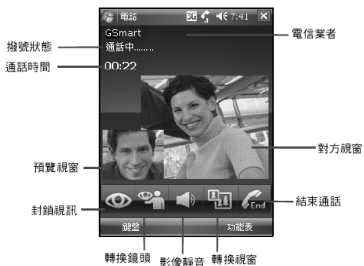 電話 3G 7:41
GSmart
通話中........
00:22
電信業者
撥號狀態
通話時間
對方視窗
預覽視窗
結束通話
封鎖視訊
End
鍵盤 功能表
轉換鏡頭 影像靜音 轉換視窗